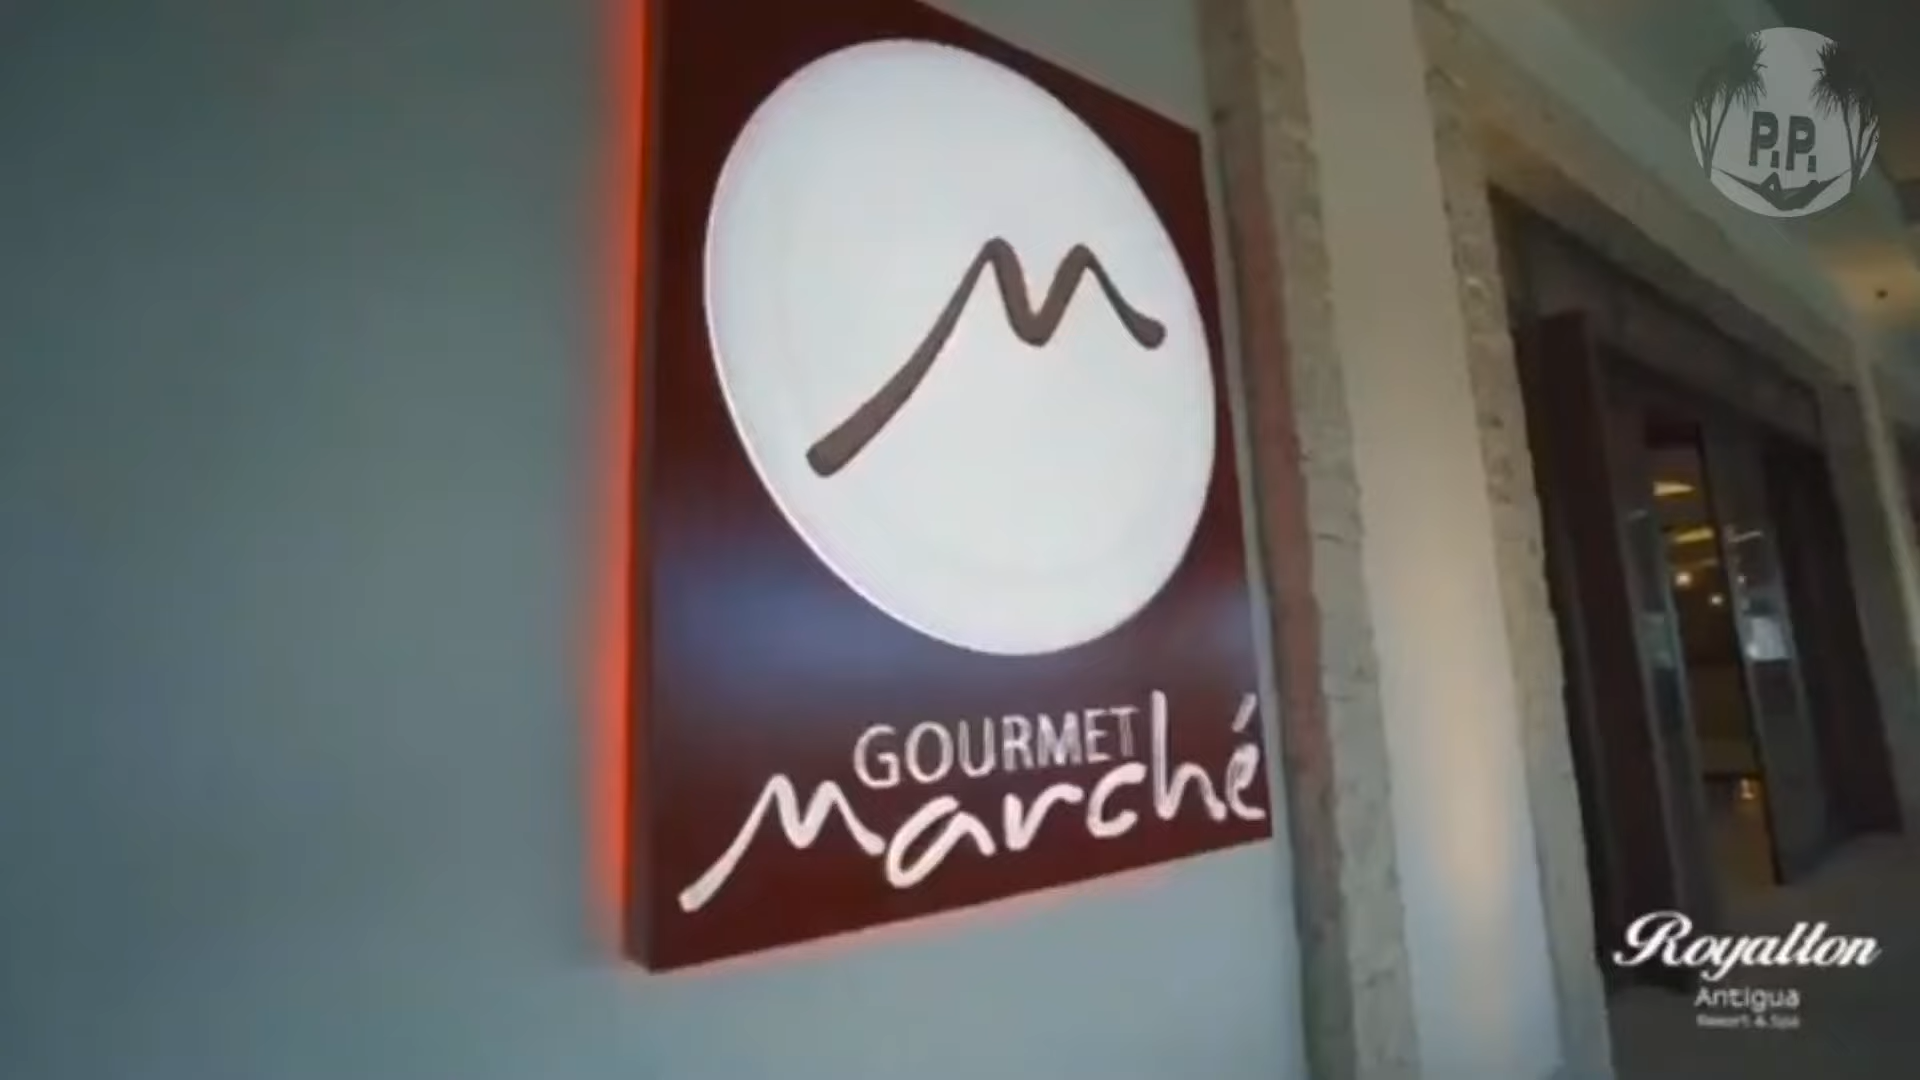 P.P.
M
GOURMET
Marché
Royalton
Antigua
Resort & Spa